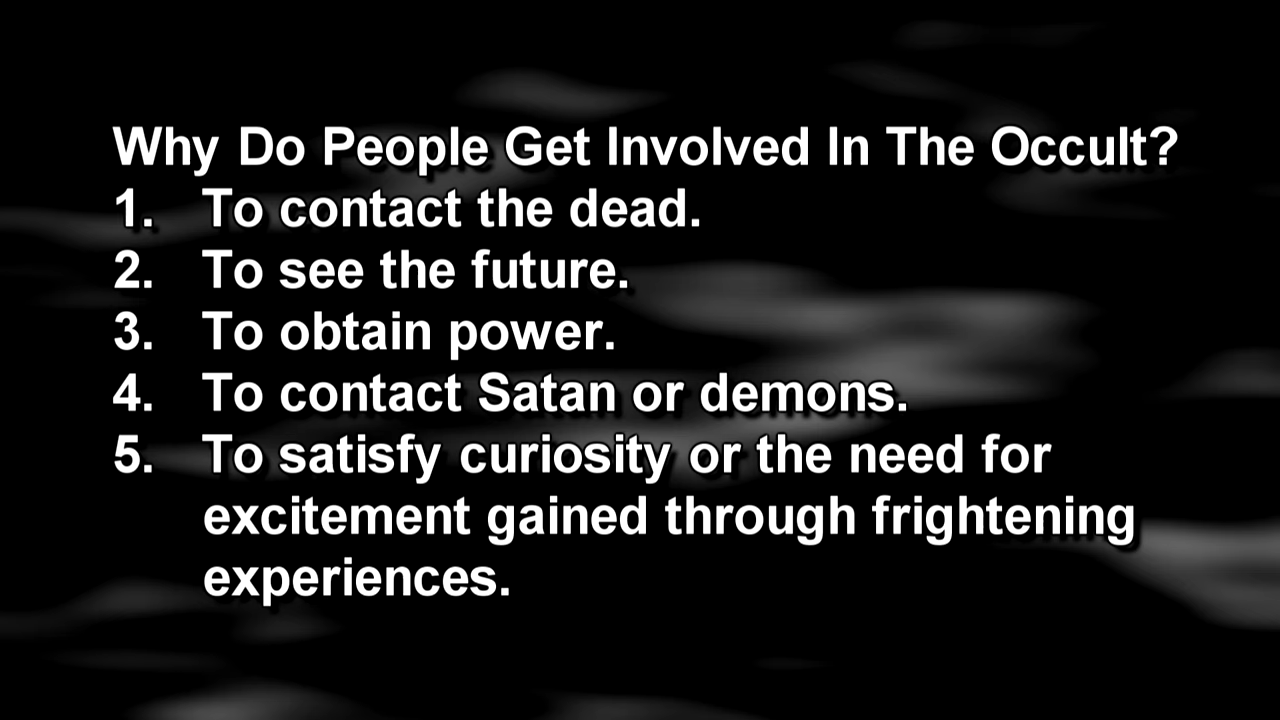 Why Do People Get Involved In The Occult?
1. To contact the dead.
2. To see the future.
3. To obtain power.
4. To contact Satan or demons.
5. To satisfy curiosity or the need for
excitement gained through frightening
experiences.